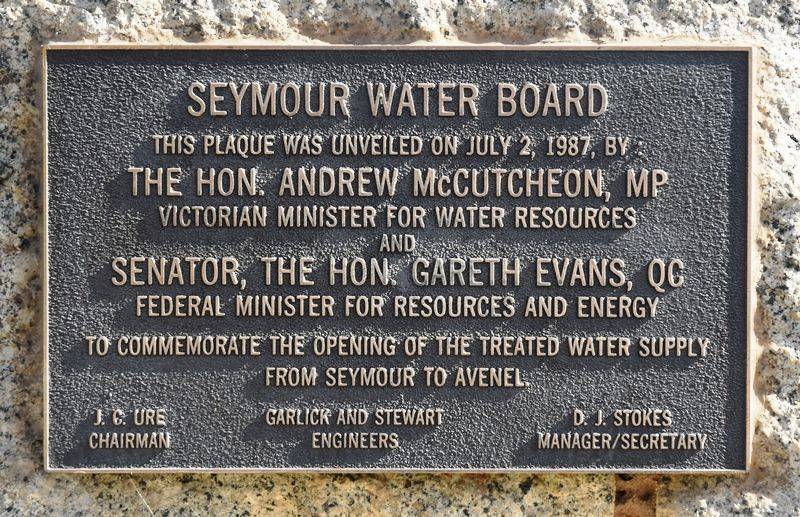 SEYMOUR WATER BOARD
THIS PLAQUE WAS UNVEILED ON JULY 2, 1987, BY :
THE HON. ANDREW McCUTCHEON, MP
VICTORIAN MINISTER FOR WATER RESOURCES
AND
SENATOR, THE HON. GARETH EVANS, QC
FEDERAL MINISTER FOR RESOURCES AND ENERGY
TO COMMEMORATE THE OPENING OF THE TREATED WATER SUPPLY
FROM SEYMOUR TO AVENEL.
J. C. URE GARLICK AND STEWART D. J. STOKES
CHAIRMAN ENGINEERS MANAGER/SECRETARY